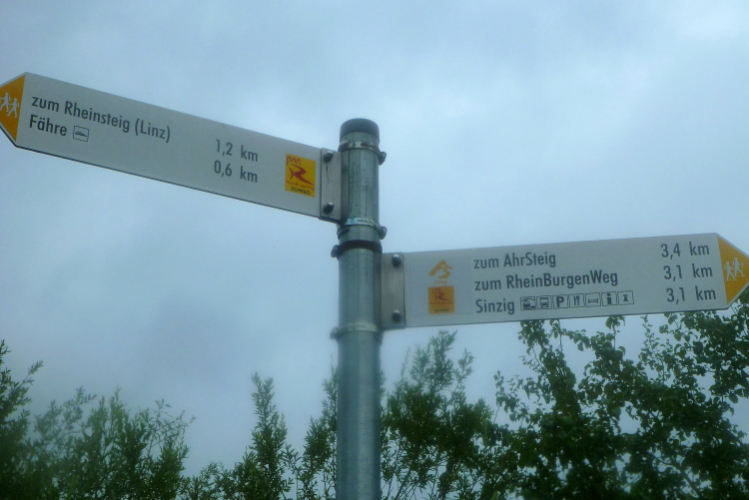 zum Rheinsteig (Linz) 1,2 km
Fähre 0,6 km
zum AhrSteig 3,4 km
zum RheinBurgenWeg 3,1 km
Sinzig P i 3,1 km